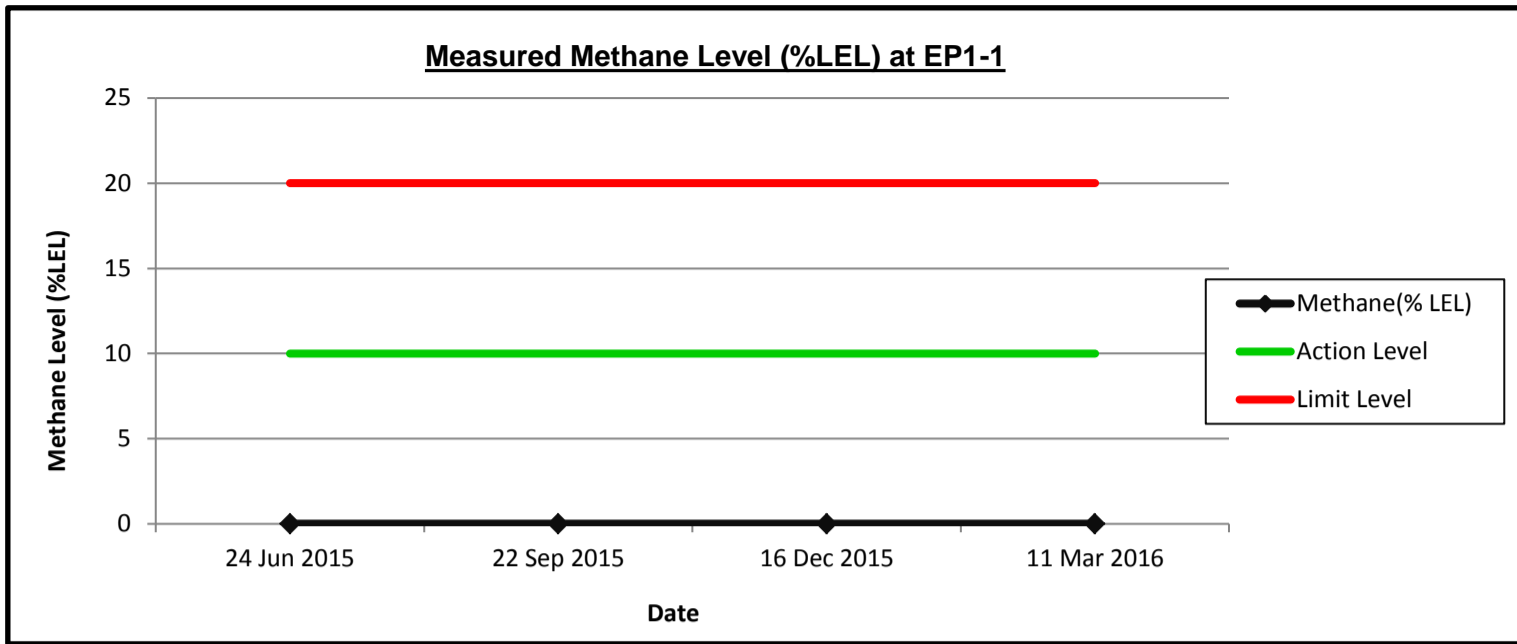 Measured Methane Level (%LEL) at EP1-1
25
20
15
10
5
0
Methane Level (%LEL)
24 Jun 2015
22 Sep 2015
16 Dec 2015
11 Mar 2016
Date
Methane(% LEL)
Action Level
Limit Level